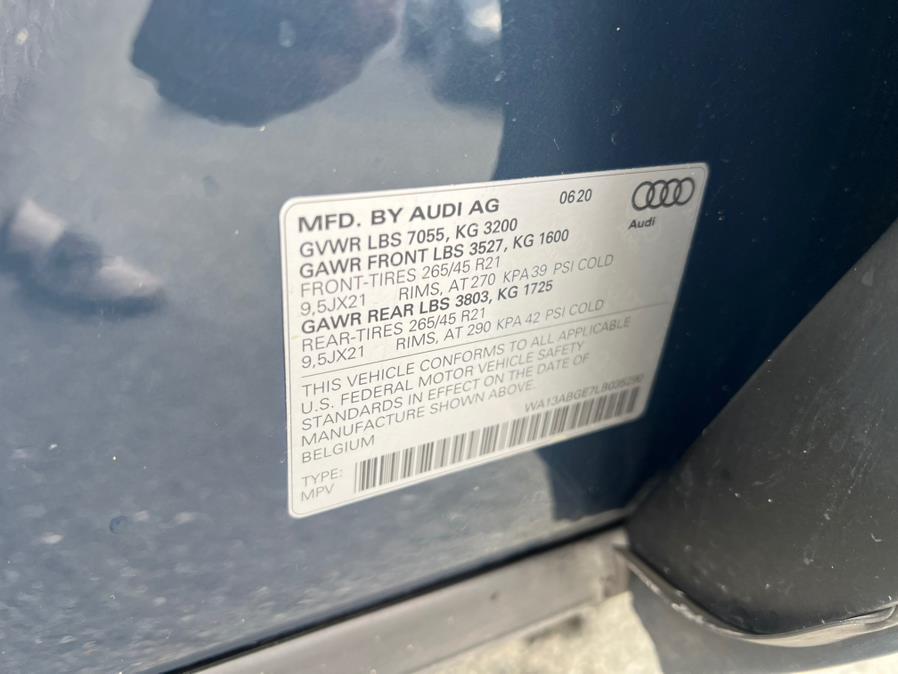 MFD. BY AUDI AG 06 20
Audi
GVWR LBS 7055, KG 3200
GAWR FRONT LBS 3527, KG 1600
FRONT-TIRES 265/45 R21
9,5JX21 RIMS, AT 270 KPA 39 PSI COLD
GAWR REAR LBS 3803, KG 1725
REAR-TIRES 265/45 R21
9,5JX21 RIMS, AT 290 KPA 42 PSI COLD
THIS VEHICLE CONFORMS TO ALL APPLICABLE
U.S. FEDERAL MOTOR VEHICLE SAFETY
STANDARDS IN EFFECT ON THE DATE OF
MANUFACTURE SHOWN ABOVE.
BELGIUM
WA13ABGE7LB035290
TYPE:
MPV